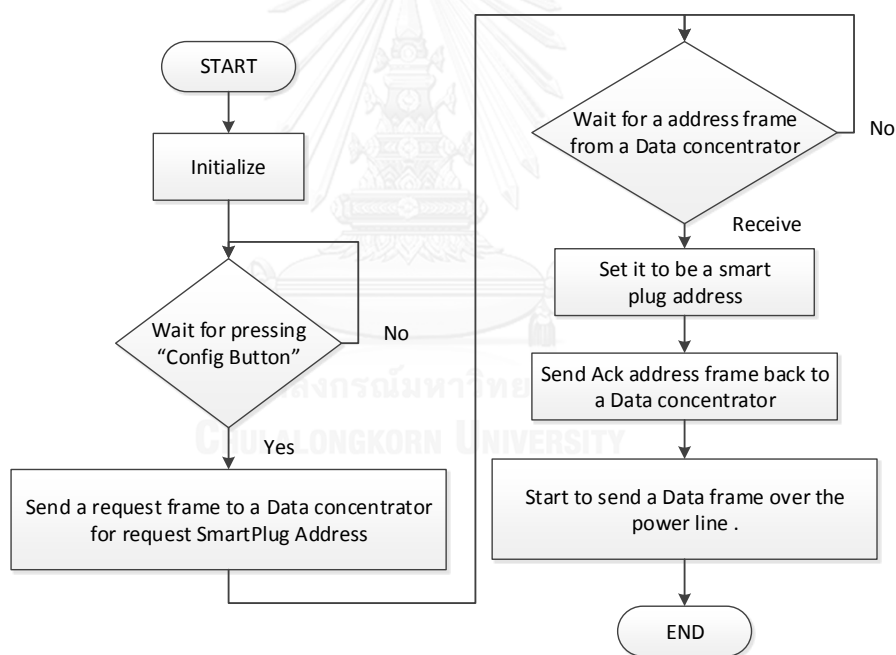 START
Initialize
Wait for pressing
“Config Button”
No
Yes
Send a request frame to a Data concentrator
for request SmartPlug Address
Wait for a address frame
from a Data concentrator
No
Receive
Set it to be a smart
plug address
Send Ack address frame back to
a Data concentrator
Start to send a Data frame over the
power line .
END
CHULALONGKORN UNIVERSITY